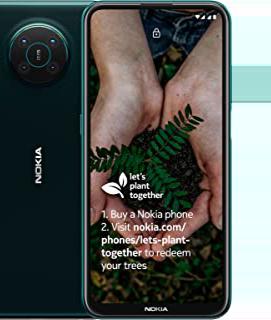 NOKIA
let's
plant
together
1. Buy a Nokia phone
2. Visit nokia.com/
phones/lets-plant-
together to redeem
your trees
NOKIA